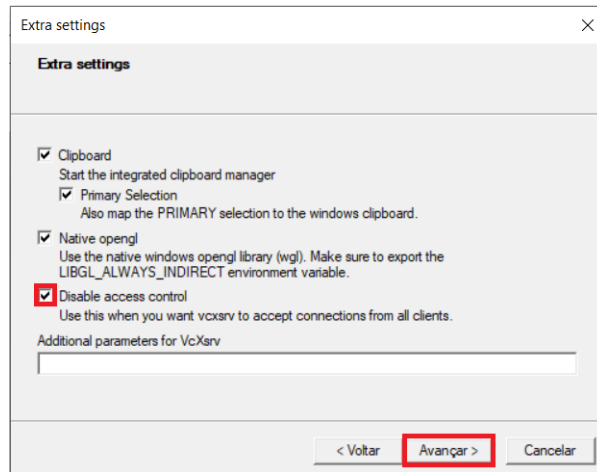 Extra settings
Extra settings
Clipboard
Start the integrated clipboard manager
Primary Selection
Also map the PRIMARY selection to the windows clipboard.
Native opengl
Use the native windows opengl library (wgl). Make sure to export the
LIBGL_ALWAYS_INDIRECT environment variable.
Disable access control
Use this when you want vcxsrv to accept connections from all clients.
Additional parameters for VcXsrv
< Voltar Avançar > Cancelar